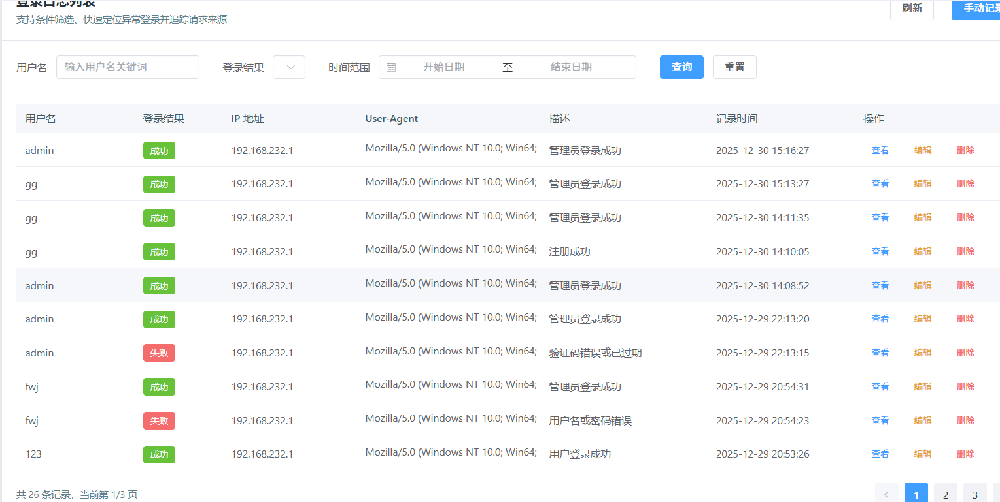 登录日志列表
刷新 手动记录
支持条件筛选、快速定位异常登录并追踪请求来源
用户名 输入用户名关键词 登录结果 时间范围 开始日期 至 结束日期 查询 重置
用户名 登录结果 IP 地址 User-Agent 描述 记录时间 操作
admin 成功 192.168.232.1 Mozilla/5.0 (Windows NT 10.0; Win64; 管理员登录成功 2025-12-30 15:16:27 查看 编辑 删除
gg 成功 192.168.232.1 Mozilla/5.0 (Windows NT 10.0; Win64; 管理员登录成功 2025-12-30 15:13:27 查看 编辑 删除
gg 成功 192.168.232.1 Mozilla/5.0 (Windows NT 10.0; Win64; 管理员登录成功 2025-12-30 14:11:35 查看 编辑 删除
gg 成功 192.168.232.1 Mozilla/5.0 (Windows NT 10.0; Win64; 注册成功 2025-12-30 14:10:05 查看 编辑 删除
admin 成功 192.168.232.1 Mozilla/5.0 (Windows NT 10.0; Win64; 管理员登录成功 2025-12-30 14:08:52 查看 编辑 删除
admin 成功 192.168.232.1 Mozilla/5.0 (Windows NT 10.0; Win64; 管理员登录成功 2025-12-29 22:13:20 查看 编辑 删除
admin 失败 192.168.232.1 Mozilla/5.0 (Windows NT 10.0; Win64; 验证码错误或已过期 2025-12-29 22:13:15 查看 编辑 删除
fwj 成功 192.168.232.1 Mozilla/5.0 (Windows NT 10.0; Win64; 管理员登录成功 2025-12-29 20:54:31 查看 编辑 删除
fwj 失败 192.168.232.1 Mozilla/5.0 (Windows NT 10.0; Win64; 用户名或密码错误 2025-12-29 20:54:23 查看 编辑 删除
123 成功 192.168.232.1 Mozilla/5.0 (Windows NT 10.0; Win64; 用户登录成功 2025-12-29 20:53:26 查看 编辑 删除
共 26 条记录，当前第 1/3 页 1 2 3